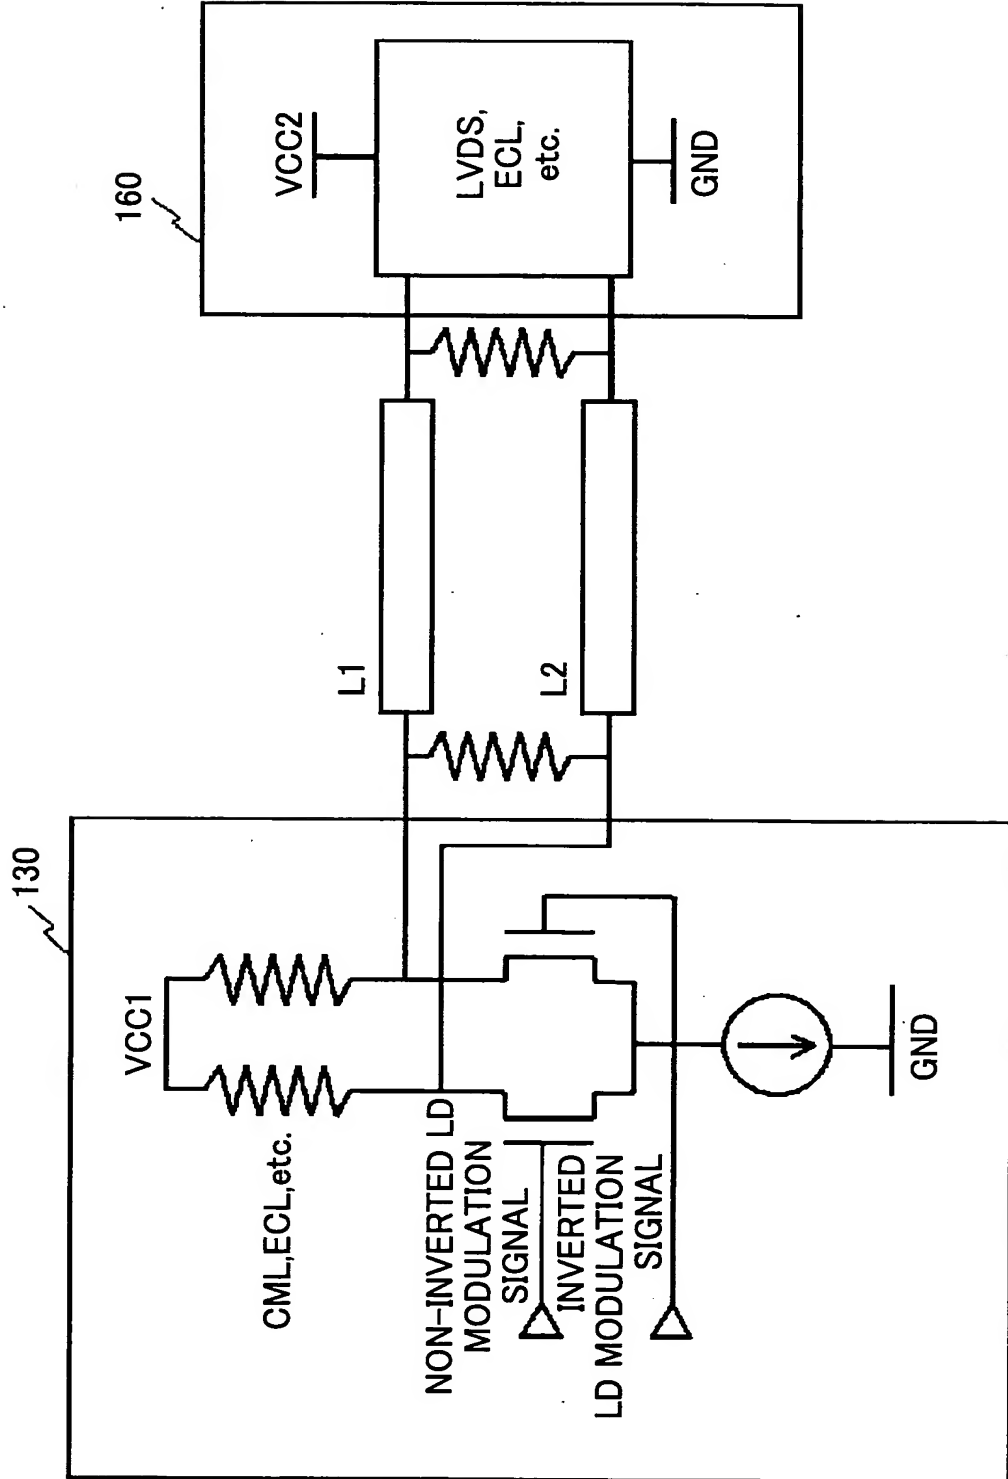 130
VCC1
CML,ECL,etc.
NON-INVERTED LD
MODULATION
SIGNAL
INVERTED
LD MODULATION
SIGNAL
GND
L1
L2
160
VCC2
LVDS,
ECL,
etc.
GND